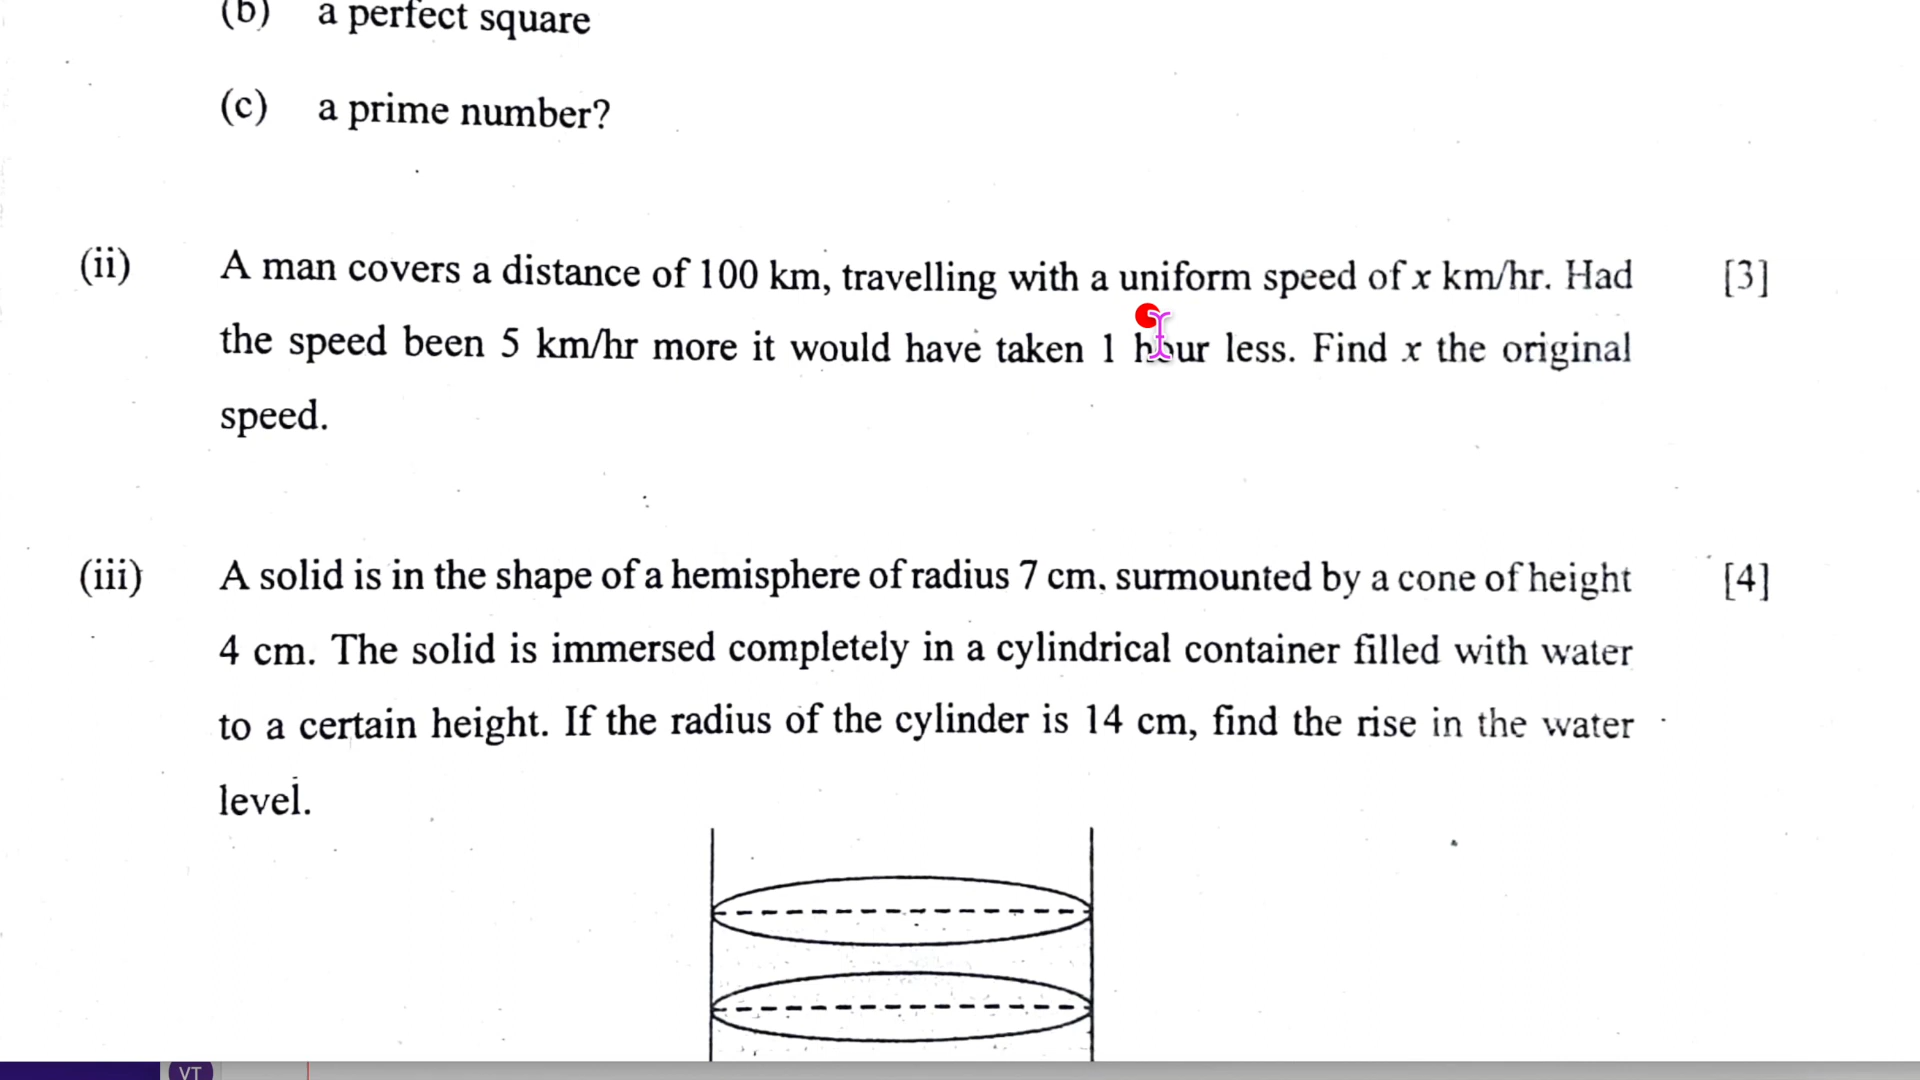 (b) a perfect square
(c) a prime number?
(ii) A man covers a distance of 100 km, travelling with a uniform speed of x km/hr. Had [3]
the speed been 5 km/hr more it would have taken 1 hour less. Find x the original
speed.
(iii) A solid is in the shape of a hemisphere of radius 7 cm, surmounted by a cone of height [4]
4 cm. The solid is immersed completely in a cylindrical container filled with water
to a certain height. If the radius of the cylinder is 14 cm, find the rise in the water
level.
VT